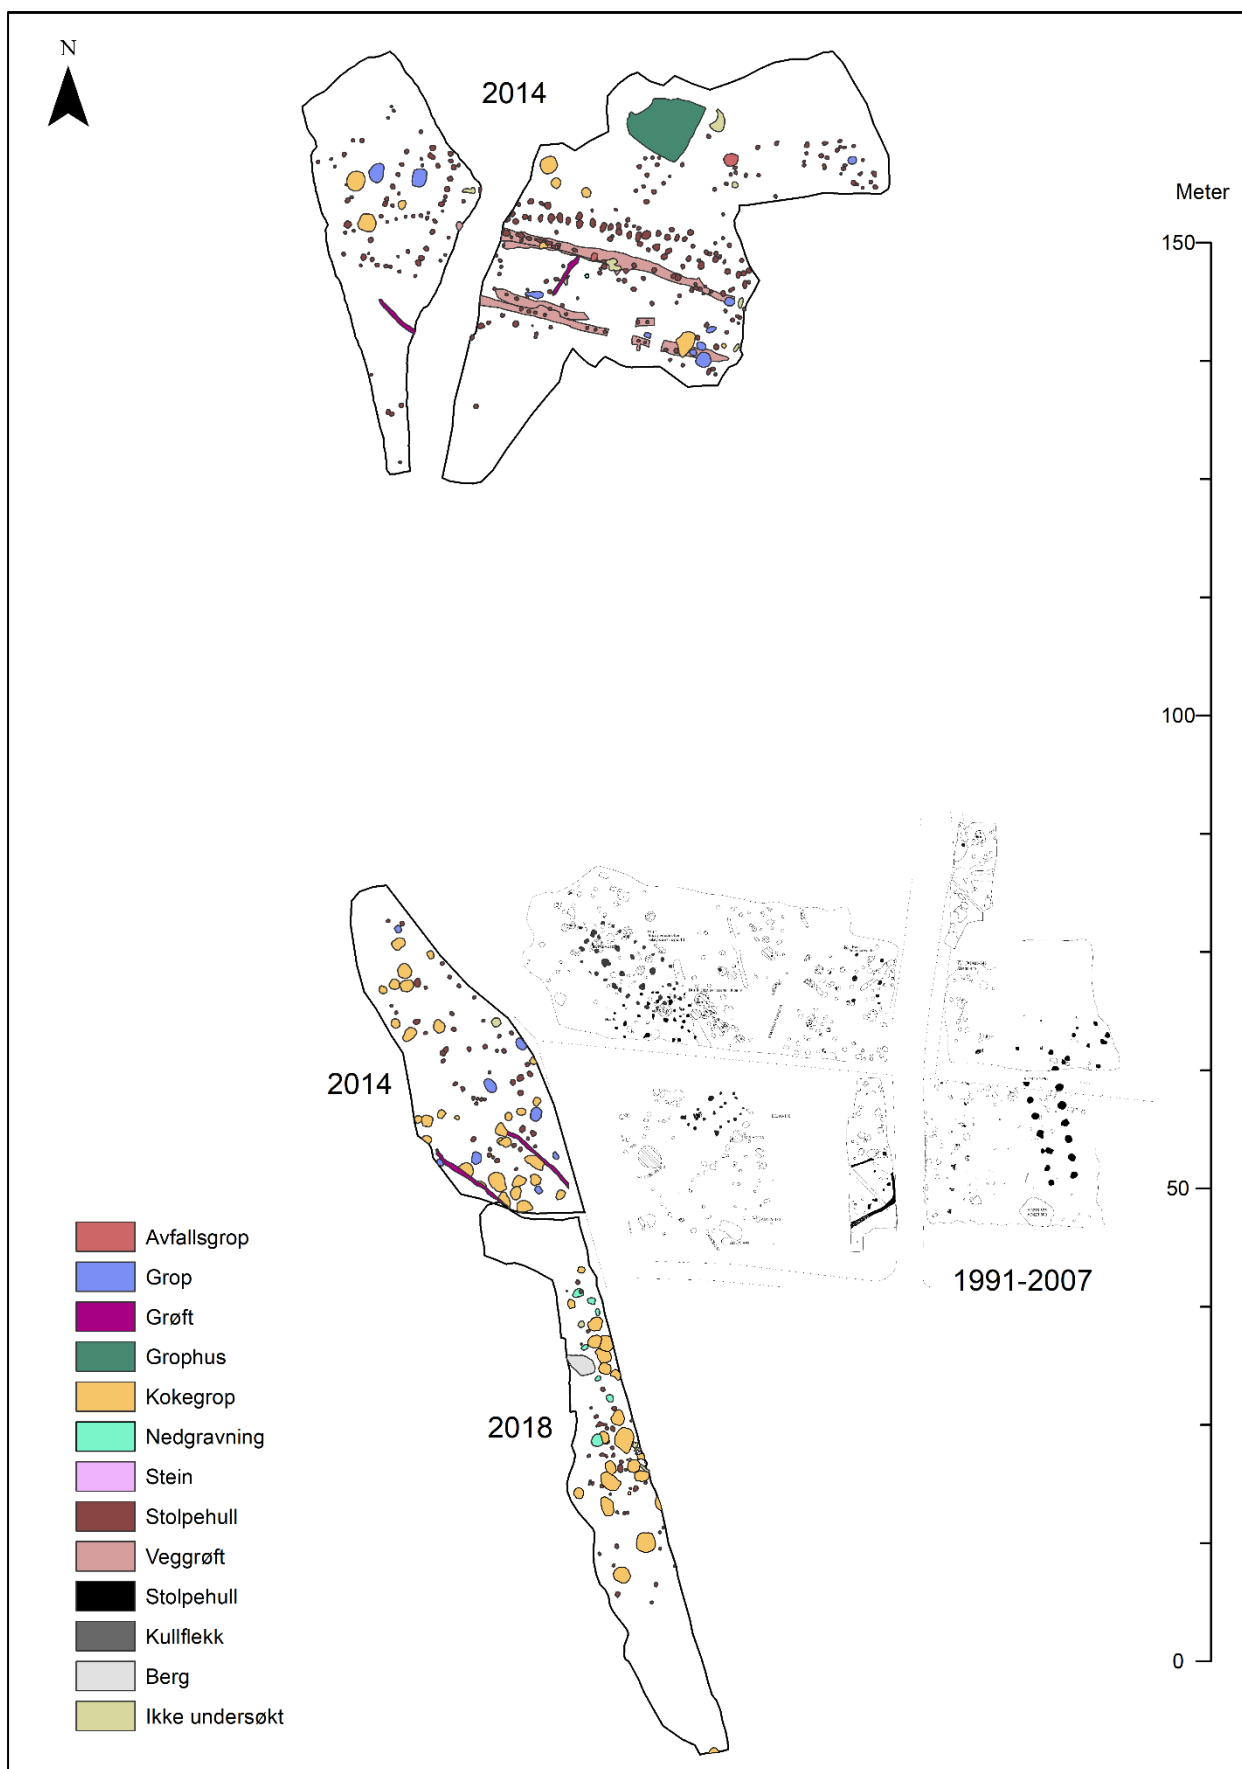 N
2014
Meter
150
100
2014
50
1991-2007
2018
0
Avfallsgrop
Grop
Grøft
Grophus
Kokegrop
Nedgravning
Stein
Stolpehull
Veggrøft
Stolpehull
Kullflekk
Berg
Ikke undersøkt